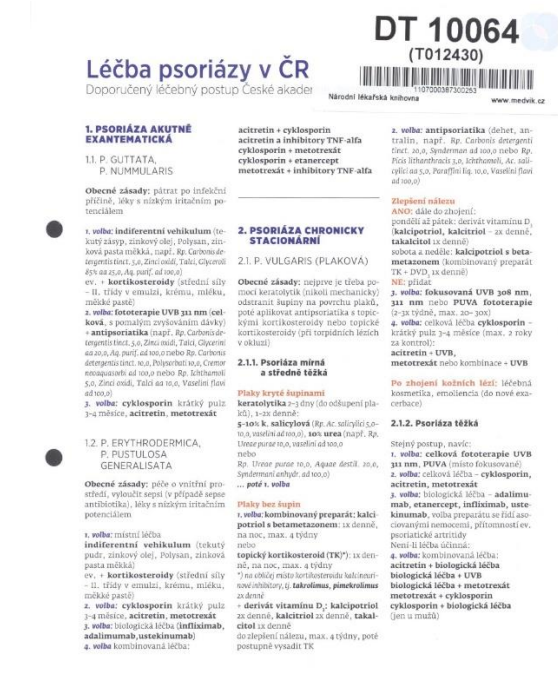 DT 10064
(T012430)
1107000387300253
Národní lékařská knihovna
www.medvik.cz
Léčba psoriázy v ČR
Doporučený léčebný postup České akader
1. PSORIÁZA AKUTNĚ
EXANTEMATICKÁ
1.1. P. GUTTATA,
P. NUMMULARIS
Obecné zásady: pátrat po infekční
příčině, léky s nízkým iritačním po-
tenciálem
1. volba: indiferentní vehikulum (te-
kutý zásyp, zinkový olej, Polysan, zin-
ková pasta měkká, např. Rp. Carbonis de-
tergentis tinct. 5,0, Zinci oxidi, Talci, Glyceroli
85% aa 25,0, Aq. purif. ad 100,0)
ev. + kortikosteroidy (střední síly
– II. třídy v emulzi, krému, mléku,
měkké pastě)
2. volba: fototerapie UVB 311 nm (cel-
ková, s pomalým zvyšováním dávky)
+ antipsoriatika (např. Rp. Carbonis de-
tergentis tinct. 5,0, Zinci oxidi, Talci, Glycerini
aa 20,0, Aq. purif. ad 100,0 nebo Rp. Carbonis
detergentis tinct. 10,0, Polysorbati 10,0, Cremor
neoaquasorbi ad 100,0 nebo Rp. Ichthamoli
5,0, Zinci oxidi, Talci aa 10,0, Vaselini flavi
ad 100,0)
3. volba: cyklosporin krátký pulz
3–4 měsíce, acitretin, metotrexát
1.2. P. ERYTHRODERMICA,
P. PUSTULOSA
GENERALISATA
Obecné zásady: péče o vnitřní pro-
středí, vyloučit sepsi (v případě sepse
antibiotika), léky s nízkým iritačním
potenciálem
1. volba: místní léčba
indiferentní vehikulum (tekutý
pudr, zinkový olej, Polysan, zinková
pasta měkká)
ev. + kortikosteroidy (střední síly
– II. třídy v emulzi, krému, mléku,
měkké pastě)
2. volba: cyklosporin krátký pulz
3–4 měsíce, acitretin, metotrexát
3. volba: biologická léčba (infliximab,
adalimumab,ustekinumab)
4. volba kombinovaná léčba:
acitretin + cyklosporin
acitretin a inhibitory TNF-alfa
cyklosporin + metotrexát
cyklosporin + etanercept
metotrexát + inhibitory TNF-alfa
2. PSORIÁZA CHRONICKY
STACIONÁRNÍ
2.1. P. VULGARIS (PLAKOVÁ)
Obecné zásady: nejprve je třeba po-
mocí keratolytik (nikoli mechanicky)
odstranit šupiny na povrchu plaků,
poté aplikovat antipsoriatika s topic-
kými kortikosteroidy nebo topické
kortikosteroidy (při torpidních lézích
v okluzi)
2.1.1. Psoriáza mírná
a středně těžká
Plaky kryté šupinami
keratolytika 2–3 dny (do odšupení pla-
ků), 1–2x denně:
5–10% k. salicylová (Rp. Ac. salicylici 5,0–
10,0, vaselini ad 100,0), 10% urea (např. Rp.
Ureae purae 10,0, vaselini ad 100,0
nebo
Rp. Ureae purae 10,0, Aquae destil. 20,0,
Syndermani anhydr. ad 100,0)
... poté 1. volba
Plaky bez šupin
1. volba: kombinovaný preparát: kalci-
potriol s betametazonem: 1x denně,
na noc, max. 4 týdny
nebo
topický kortikosteroid (TK)*): 1x den-
ně, na noc, max. 4 týdny
*) na obličej místo kortikosteroidu kalcineuri-
nové inhibitory, tj. takrolimus, pimekrolimus
2x denně
+ derivát vitamínu D3: kalcipotriol
2x denně, kalcitriol 2x denně, takal-
citol 1x denně
do zlepšení nálezu, max. 4 týdny, poté
postupně vysadit TK
2. volba: antipsoriatika (dehet, an-
tralin, např. Rp. Carbonis detergenti
tinct. 20,0, Synderman ad 100,0 nebo Rp.
Picis lithanthracis 3,0, Ichthamoli, Ac. sali-
cylici aa 5,0, Paraffini liq. 10,0, Vaselini flavi
ad 100,0)
Zlepšení nálezu
ANO: dále do zhojení:
pondělí až pátek: derivát vitamínu D3
(kalcipotriol, kalcitriol – 2x denně,
takalcitol 1x denně)
sobota a neděle: kalcipotriol s beta-
metazonem (kombinovaný preparát
TK + DVD3 1x denně)
NE: přidat
3. volba: fokusovaná UVB 308 nm,
311 nm nebo PUVA fototerapie
(2–3x týdně, max. 20– 30x)
4. volba: celková léčba cyklosporin –
krátký pulz 3–4 měsíce (max. 2 roky
za kontrol):
acitretin + UVB,
metotrexát nebo kombinace + UVB
Po zhojení kožních lézí: léčebná
kosmetika, emoliencia (do nové exa-
cerbace)
2.1.2. Psoriáza těžká
Stejný postup, navíc:
1. volba: celková fototerapie UVB
311 nm, PUVA (místo fokusované)
2. volba: celková léčba – cyklosporin,
acitretin, metotrexát
3. volba: biologická léčba – adalimu-
mab, etanercept, infliximab, uste-
kinumab, volba preparátu se řídí aso-
ciovanými nemocemi, přítomností ev.
psoriatické artritidy
Není-li léčba účinná:
4. volba: kombinovaná léčba:
acitretin + biologická léčba
biologická léčba + UVB
biologická léčba + metotrexát
metotrexát + cyklosporin
cyklosporin + biologická léčba
(jen u mužů)